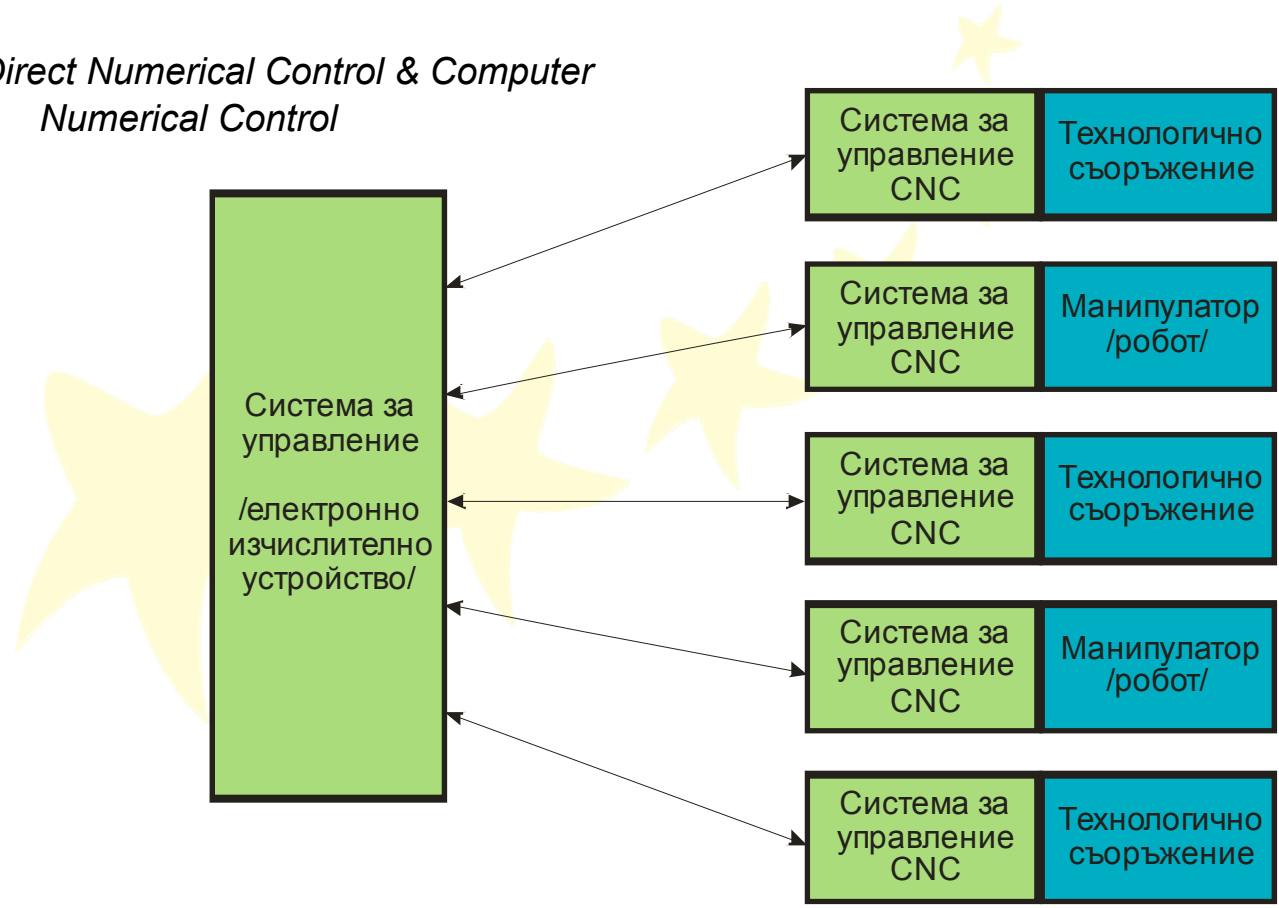 Direct Numerical Control & Computer
Numerical Control
Система за
управление
/електронно
изчислително
устройство/
Система за
управление
CNC
Технологично
съоръжение
Система за
управление
CNC
Манипулатор
/робот/
Система за
управление
CNC
Технологично
съоръжение
Система за
управление
CNC
Манипулатор
/робот/
Система за
управление
CNC
Технологично
съоръжение